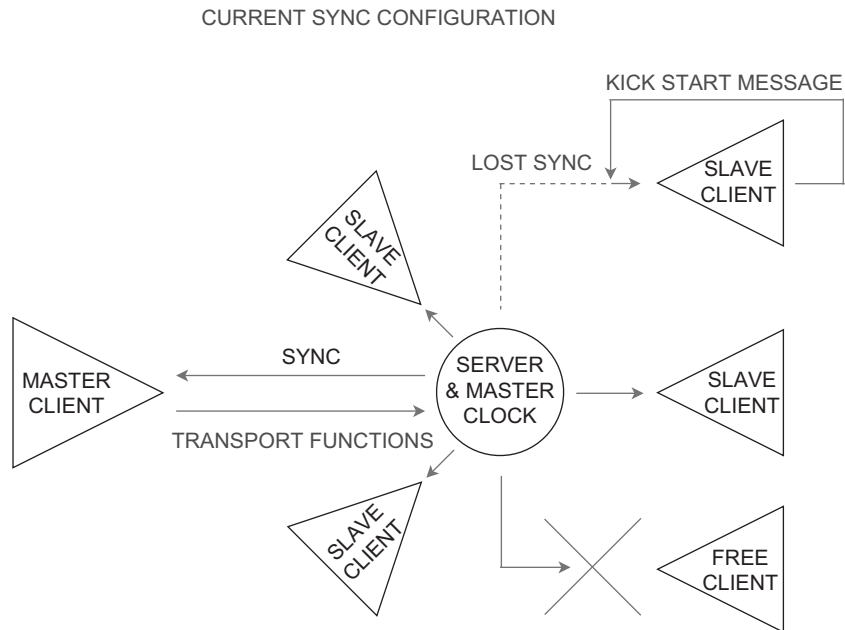 CURRENT SYNC CONFIGURATION
KICK START MESSAGE
LOST SYNC
SLAVE
CLIENT
SLAVE
CLIENT
SYNC
MASTER
CLIENT
SERVER
& MASTER
CLOCK
SLAVE
CLIENT
TRANSPORT FUNCTIONS
SLAVE
CLIENT
FREE
CLIENT